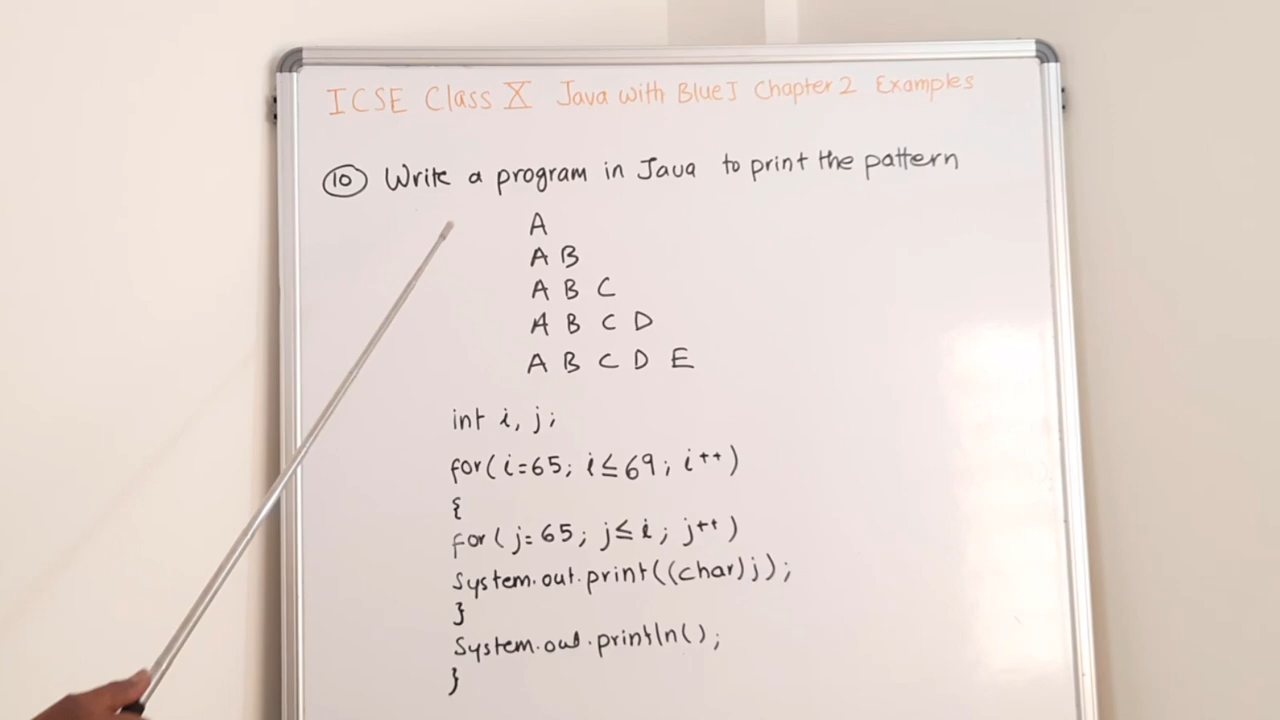 ICSE Class X Java with BlueJ Chapter 2 Examples
10 Write a program in Java to print the pattern
A
A B
A B C
A B C D
A B C D E
int i, j;
for(i=65; i≤69; i++)
{
for(j=65; j≤i; j++)
System.out.print((char)j);
}
System.out.println();
}